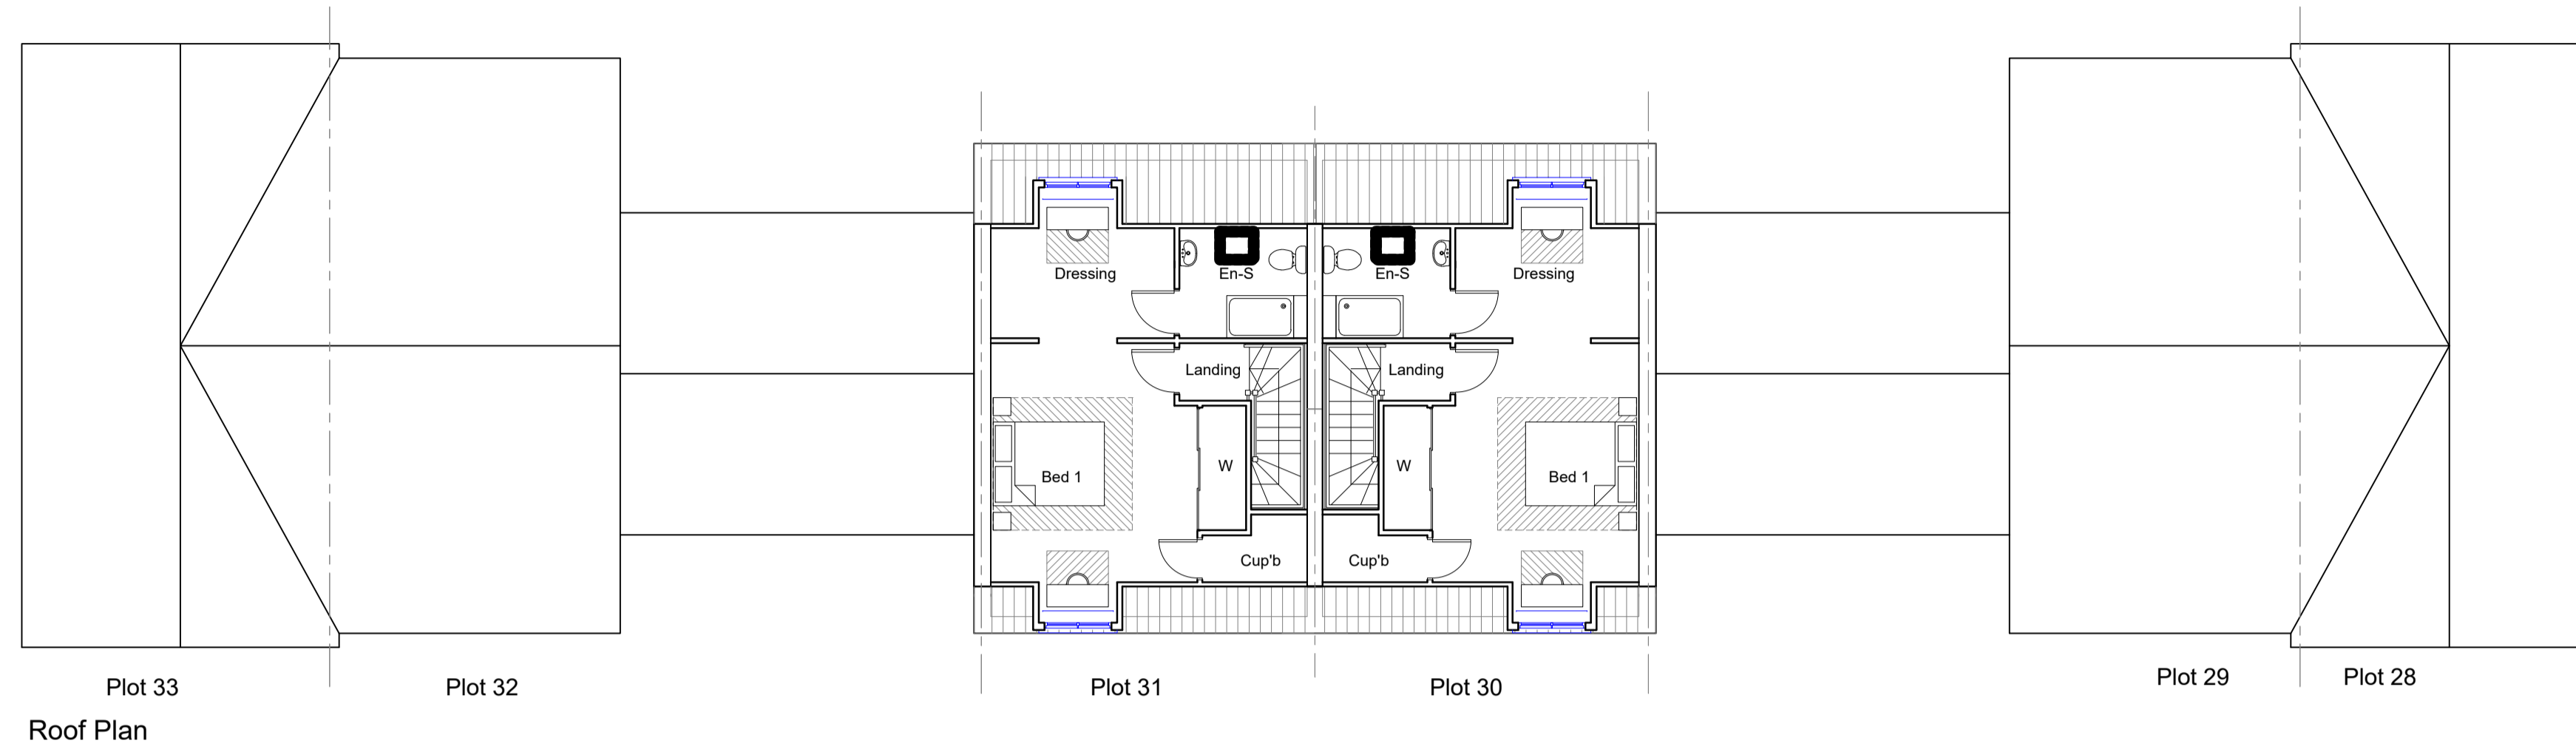 Dressing
En-S
En-S
Dressing
Landing
Landing
Bed 1
W
W
Bed 1
Cup'b
Cup'b
Plot 33
Plot 32
Plot 31
Plot 30
Plot 29
Plot 28
Roof Plan